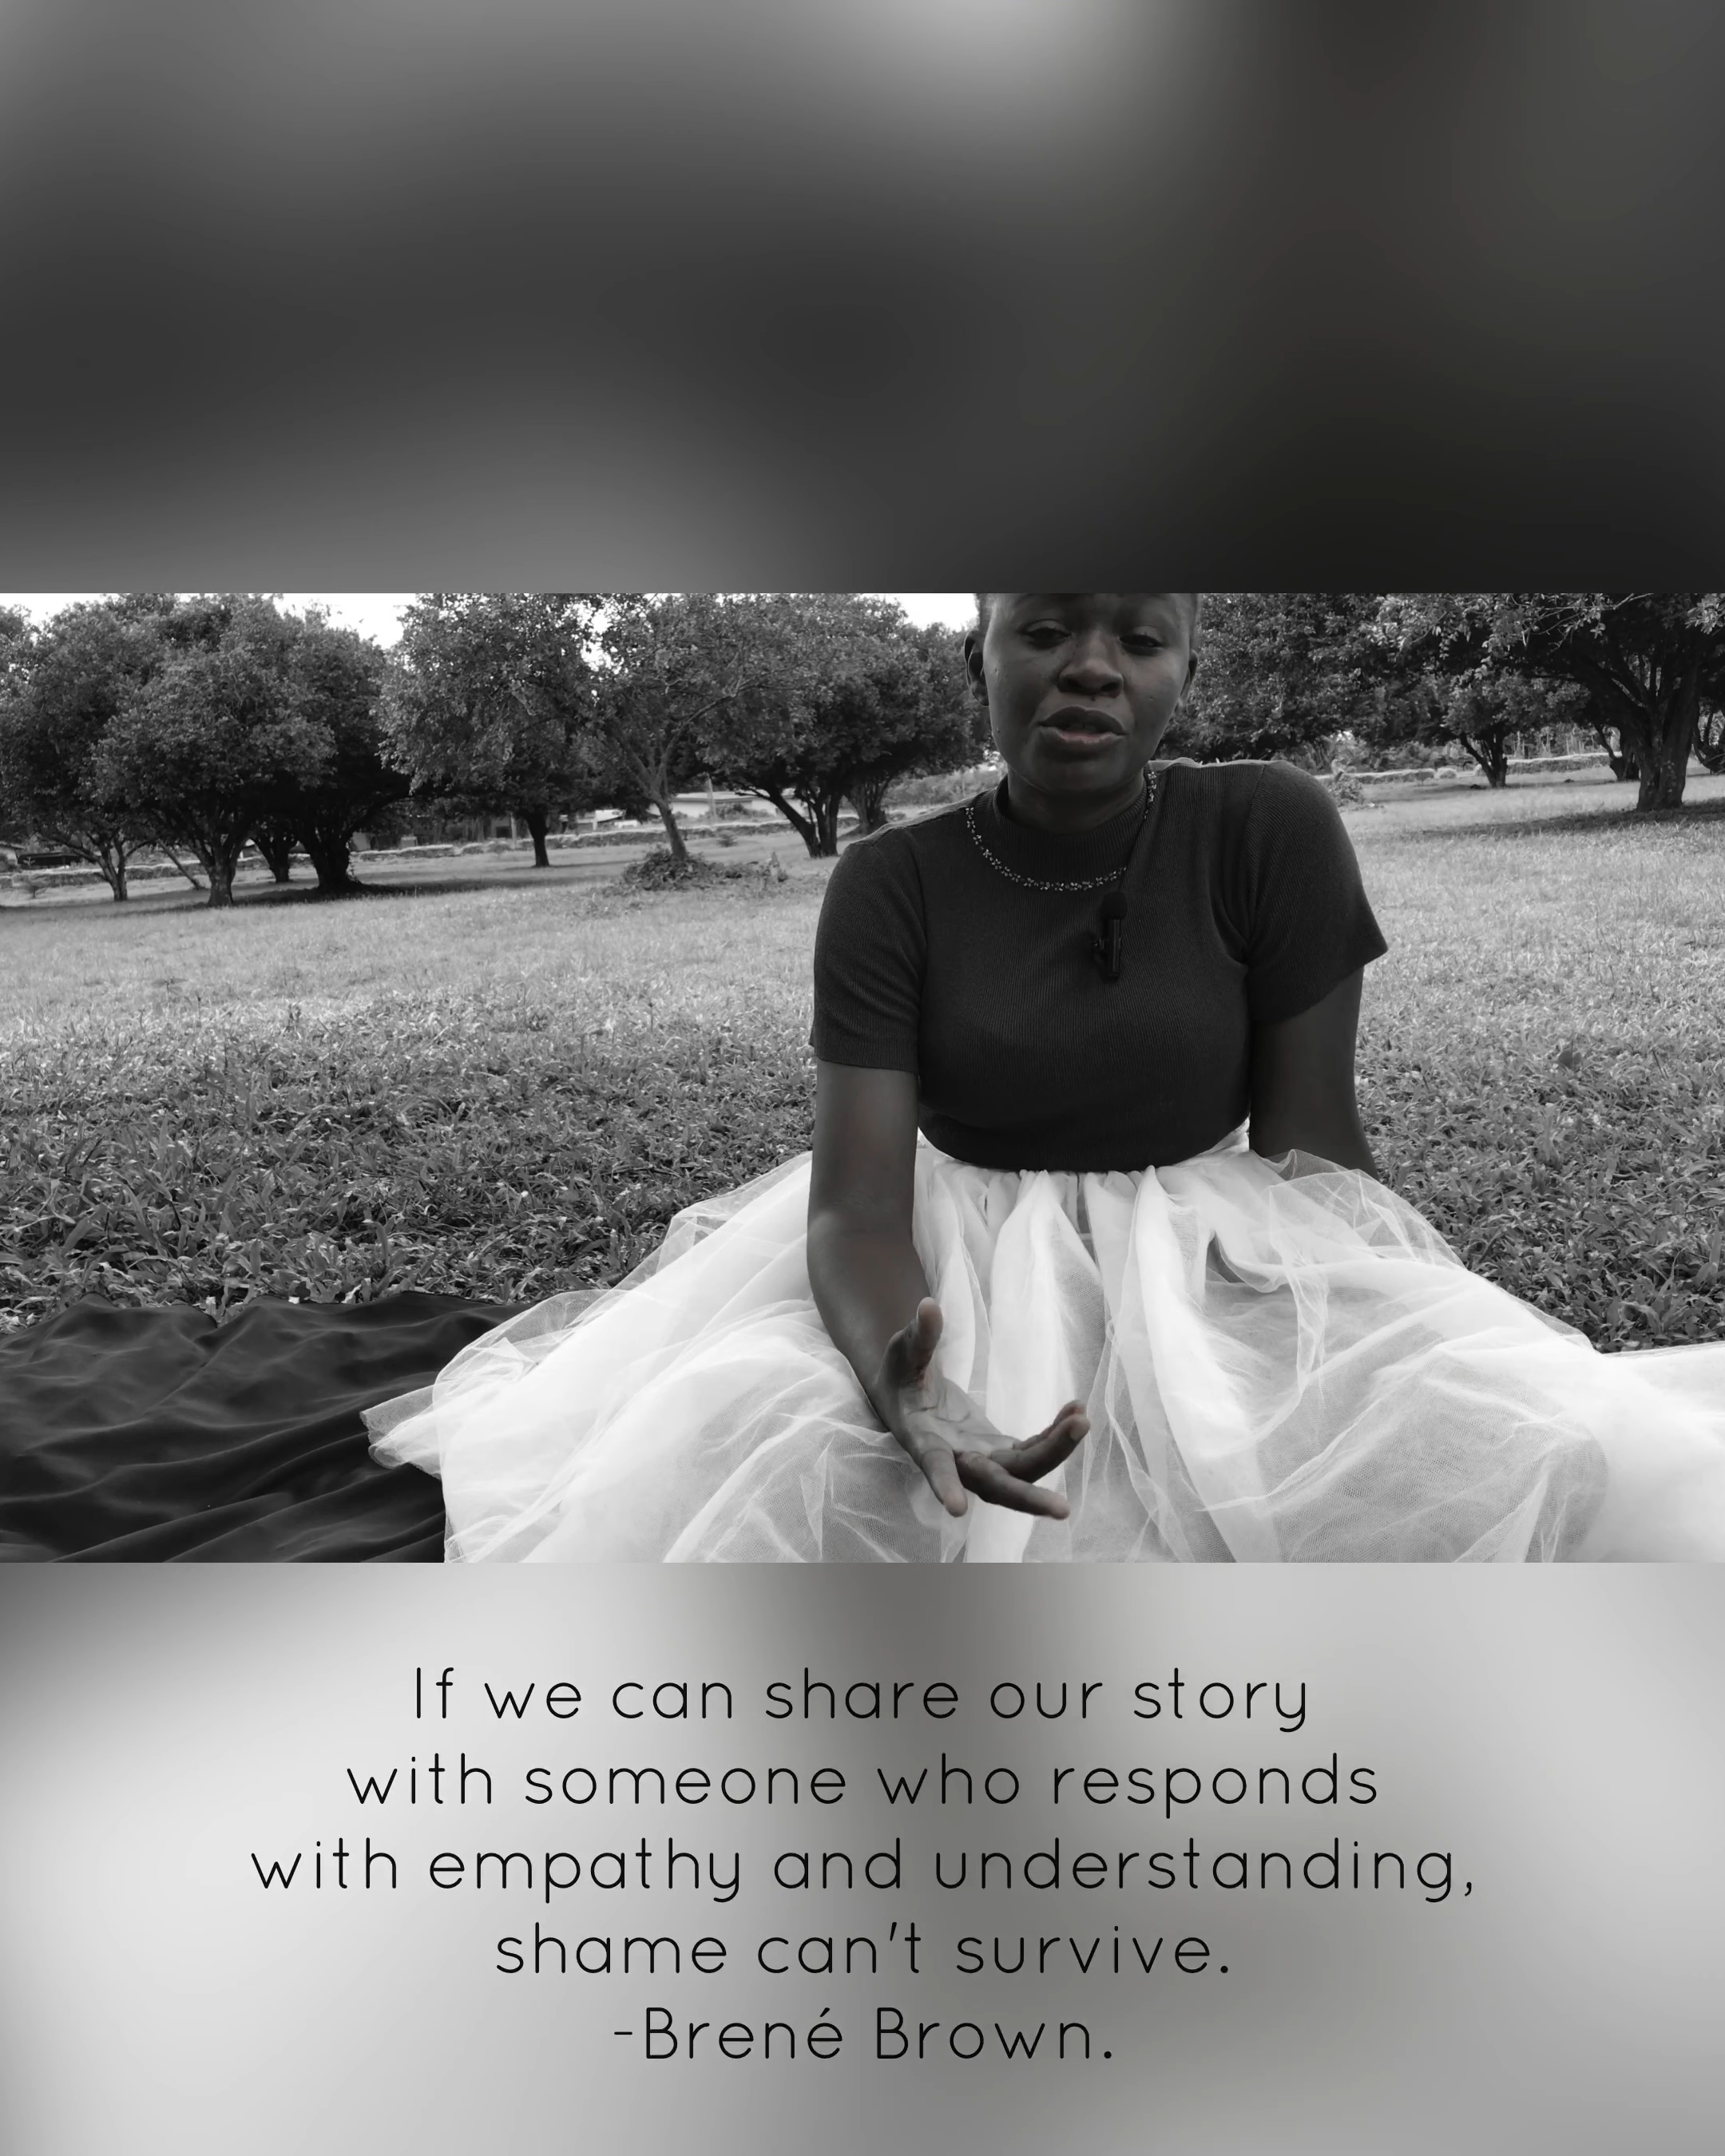 If we can share our story
with someone who responds
with empathy and understanding,
shame can't survive.
-Brené Brown.